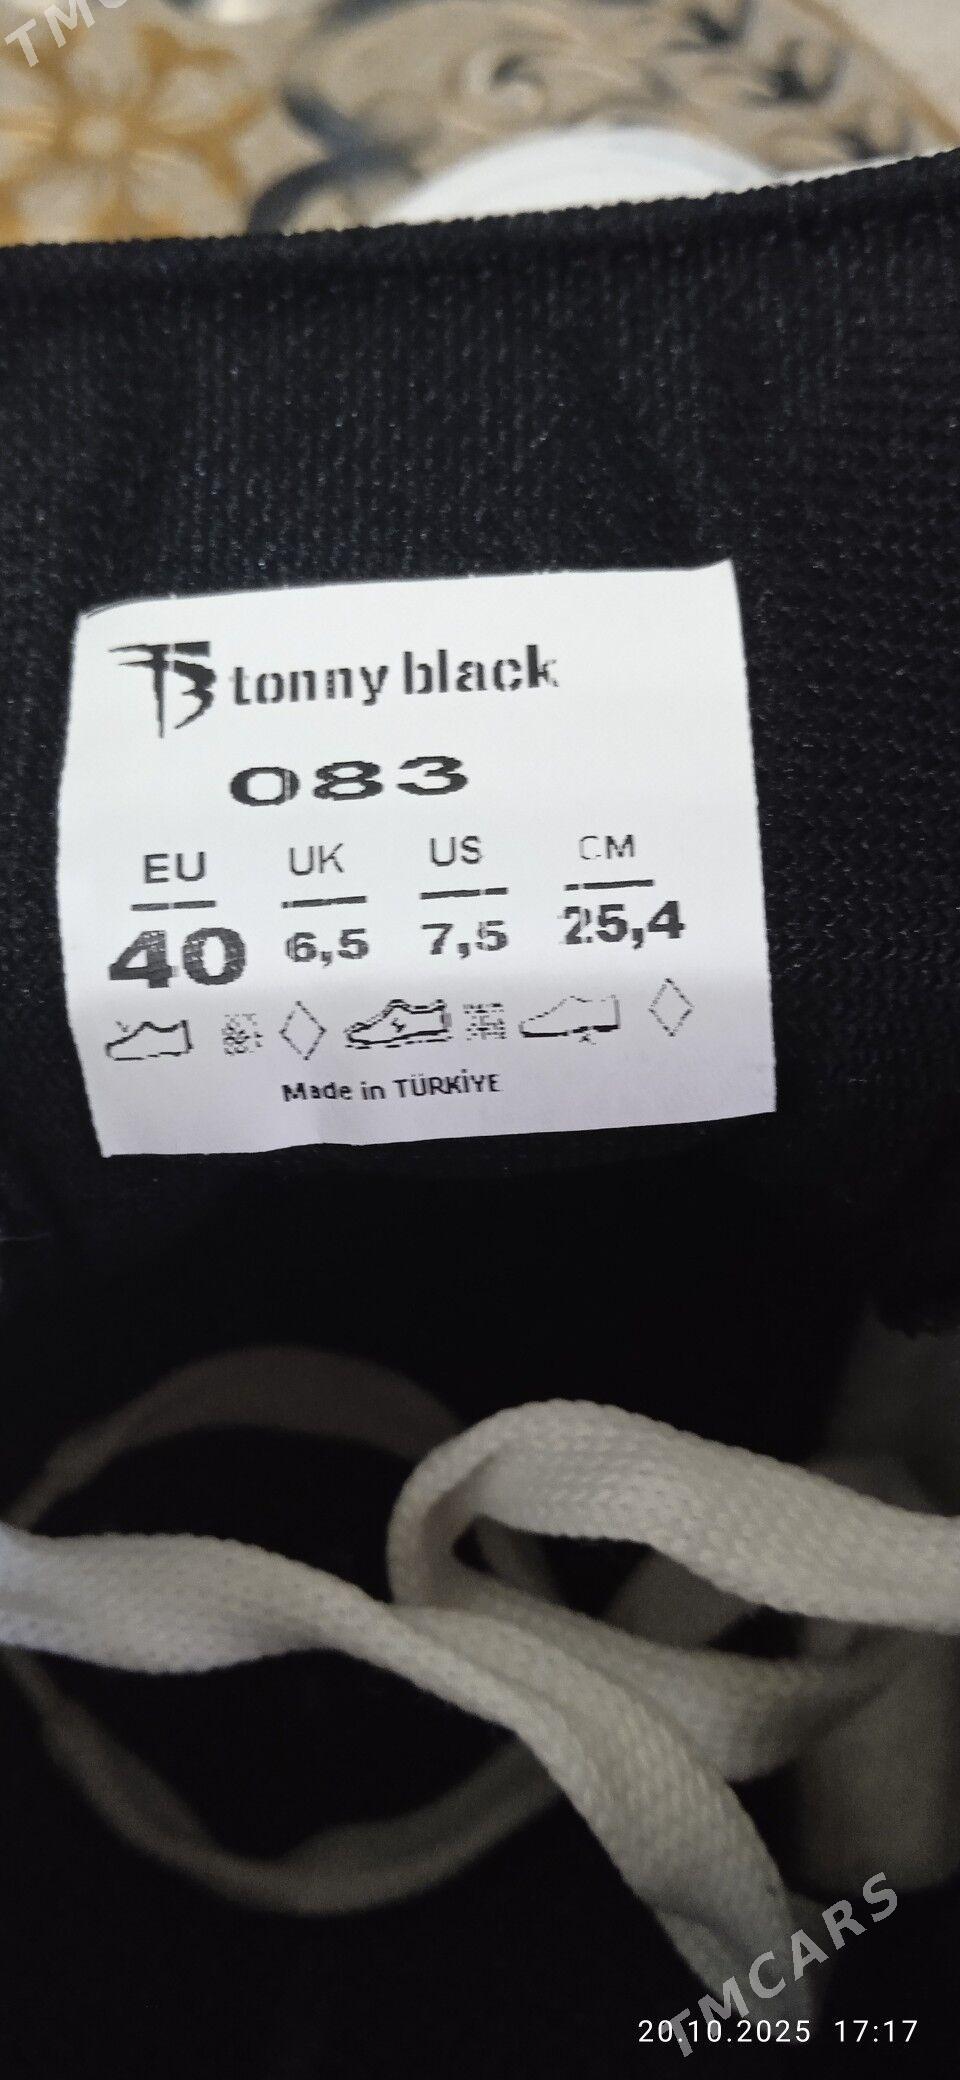 TMC
TB tonny black
083
EU UK US CM
40 6,5 7,5 25,4
Made in TÜRKİYE
TMCARS
20.10.2025 17:17